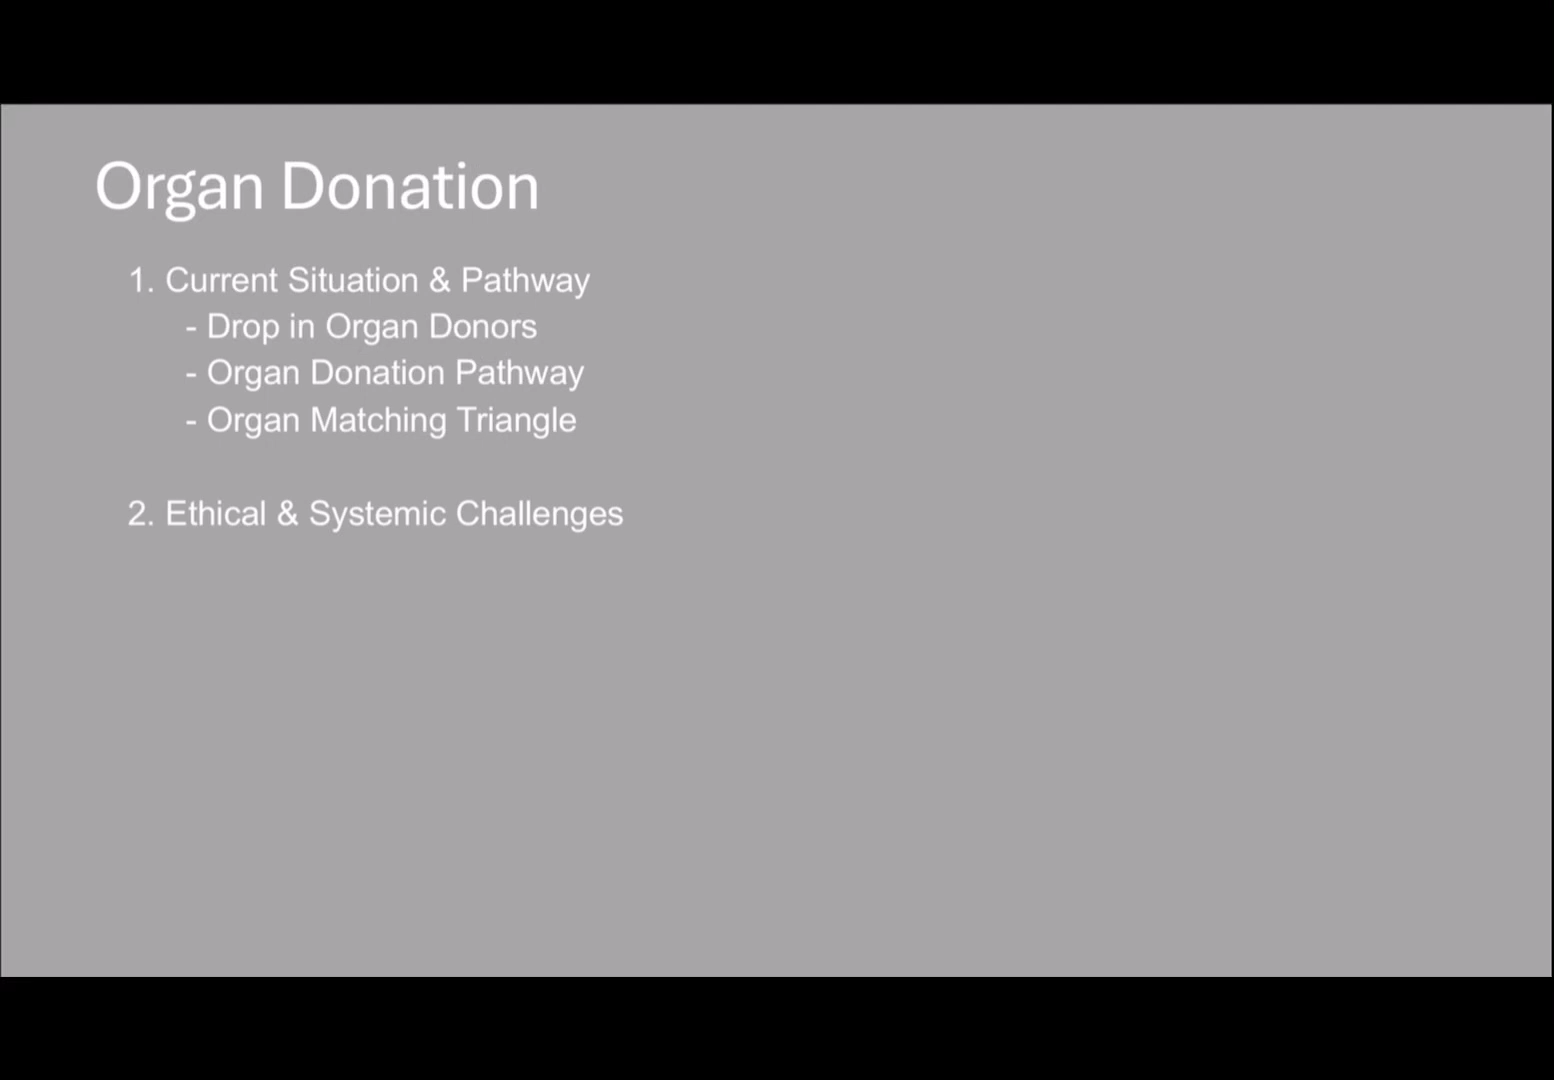 Organ Donation
1. Current Situation & Pathway
- Drop in Organ Donors
- Organ Donation Pathway
- Organ Matching Triangle
2. Ethical & Systemic Challenges